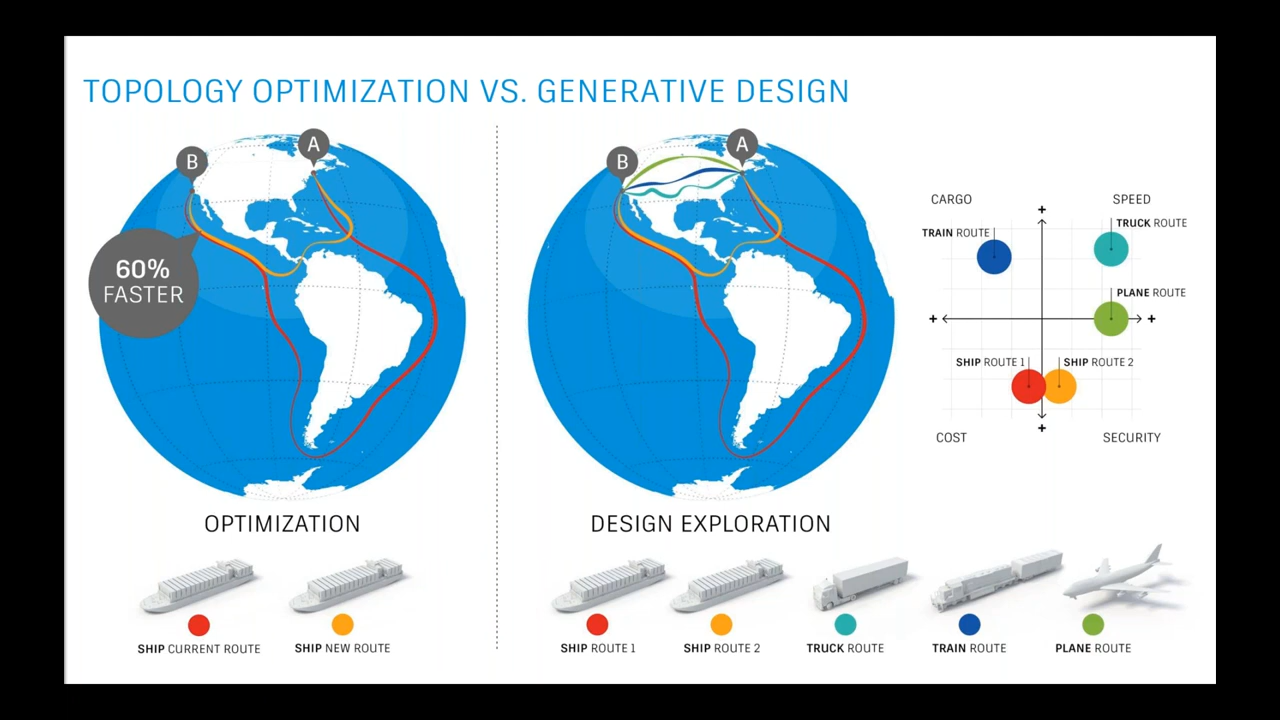 TOPOLOGY OPTIMIZATION VS. GENERATIVE DESIGN
B
A
60%
FASTER
OPTIMIZATION
SHIP CURRENT ROUTE
SHIP NEW ROUTE
B
A
DESIGN EXPLORATION
SHIP ROUTE 1
SHIP ROUTE 2
TRUCK ROUTE
TRAIN ROUTE
PLANE ROUTE
CARGO
SPEED
+
TRUCK ROUTE
TRAIN ROUTE
PLANE ROUTE
+
+
SHIP ROUTE 1
SHIP ROUTE 2
+
COST
SECURITY